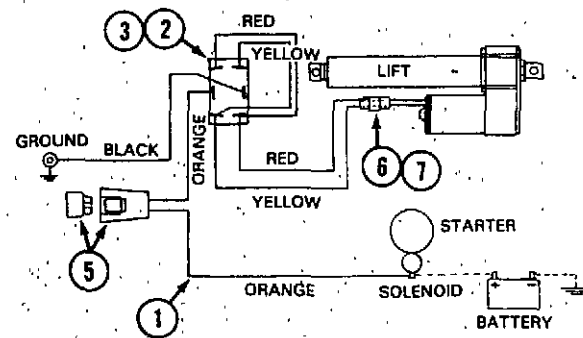 RED
3 2
YELLOW
LIFT
GROUND
BLACK
ORANGE
RED
6 7
YELLOW
STARTER
5
ORANGE
SOLENOID
+ −
1
BATTERY